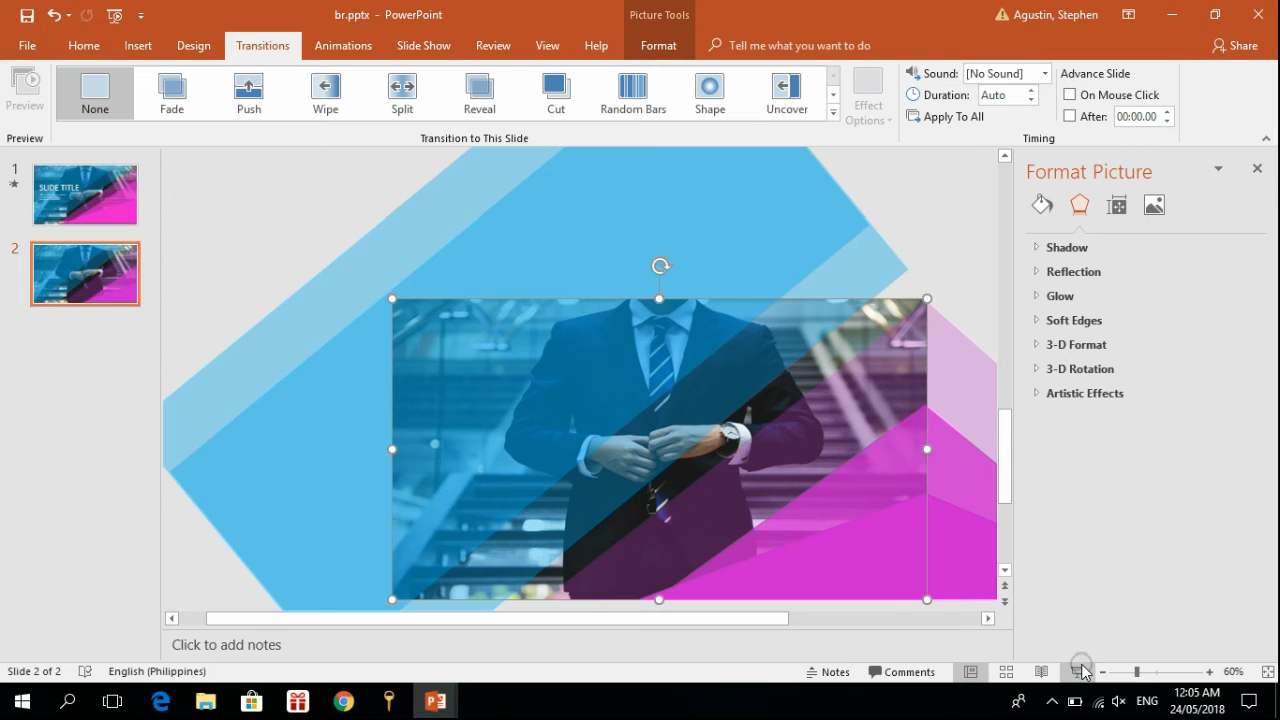 br.pptx - PowerPoint
Picture Tools
Agustin, Stephen
File Home Insert Design Transitions Animations Slide Show Review View Help Format Tell me what you want to do Share
Preview None Fade Push Wipe Split Reveal Cut Random Bars Shape Uncover Effect Options
Sound: [No Sound]
Duration: Auto
Apply To All
Advance Slide
On Mouse Click
After: 00:00.00
Preview Transition to This Slide Timing
1
SLIDE TITLE
2
Format Picture
Shadow
Reflection
Glow
Soft Edges
3-D Format
3-D Rotation
Artistic Effects
Click to add notes
Slide 2 of 2 English (Philipines) Notes Comments 60%
ENG
12:05 AM
24/05/2018